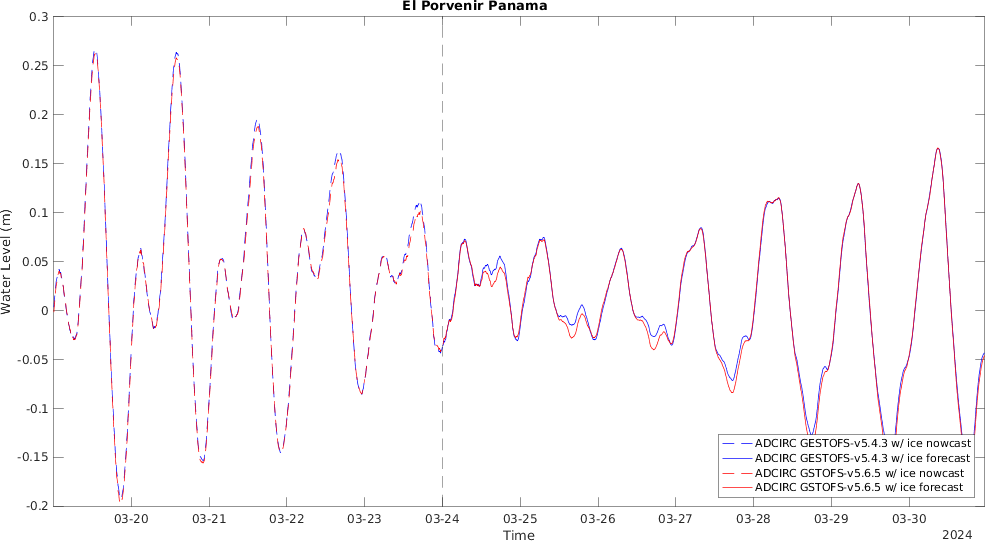 El Porvenir Panama
0.3
0.25
0.2
0.15
0.1
0.05
0
-0.05
-0.1
-0.15
-0.2
Water Level (m)
ADCIRC GESTOFS-v5.4.3 w/ ice nowcast
ADCIRC GESTOFS-v5.4.3 w/ ice forecast
ADCIRC GSTOFS-v5.6.5 w/ ice nowcast
ADCIRC GSTOFS-v5.6.5 w/ ice forecast
03-20 03-21 03-22 03-23 03-24 03-25 03-26 03-27 03-28 03-29 03-30
Time
2024